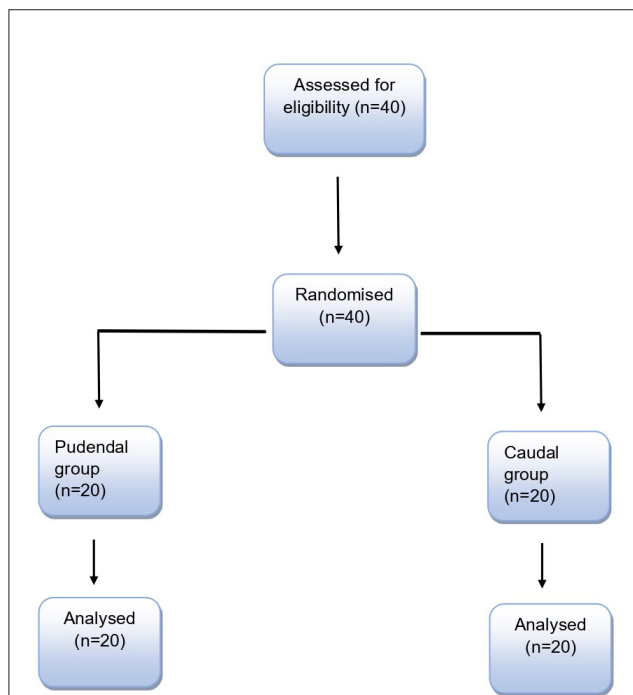 Assessed for
eligibility (n=40)
Randomised
(n=40)
Pudendal
group
(n=20)
Caudal
group
(n=20)
Analysed
(n=20)
Analysed
(n=20)